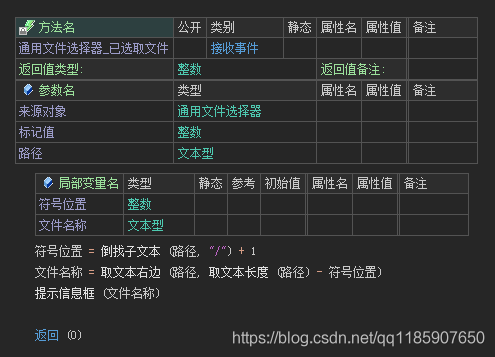 方法名 公开 类别 静态 属性名 属性值 备注
通用文件选择器_已选取文件 接收事件
返回值类型: 整数 返回值备注:
参数名 类型 属性名 属性值 备注
来源对象 通用文件选择器
标记值 整数
路径 文本型
局部变量名 类型 静态 参考 初始值 属性名 属性值 备注
符号位置 整数
文件名称 文本型
符号位置 = 倒找子文本 (路径, “/”) + 1
文件名称 = 取文本右边 (路径, 取文本长度 (路径) - 符号位置)
提示信息框 (文件名称)
返回 (0)
https://blog.csdn.net/qq1185907650